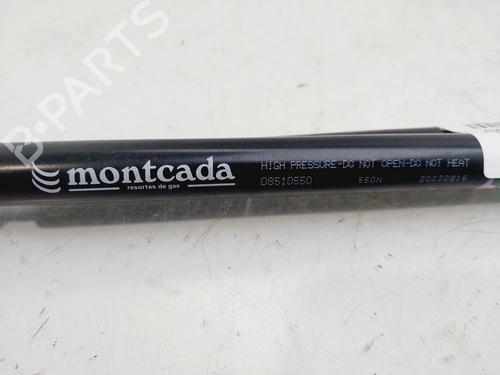 montcada
resortes de gas
HIGH PRESSURE-DO NOT OPEN-DO NOT HEAT
08510550 550N 20230816
B-PARTS